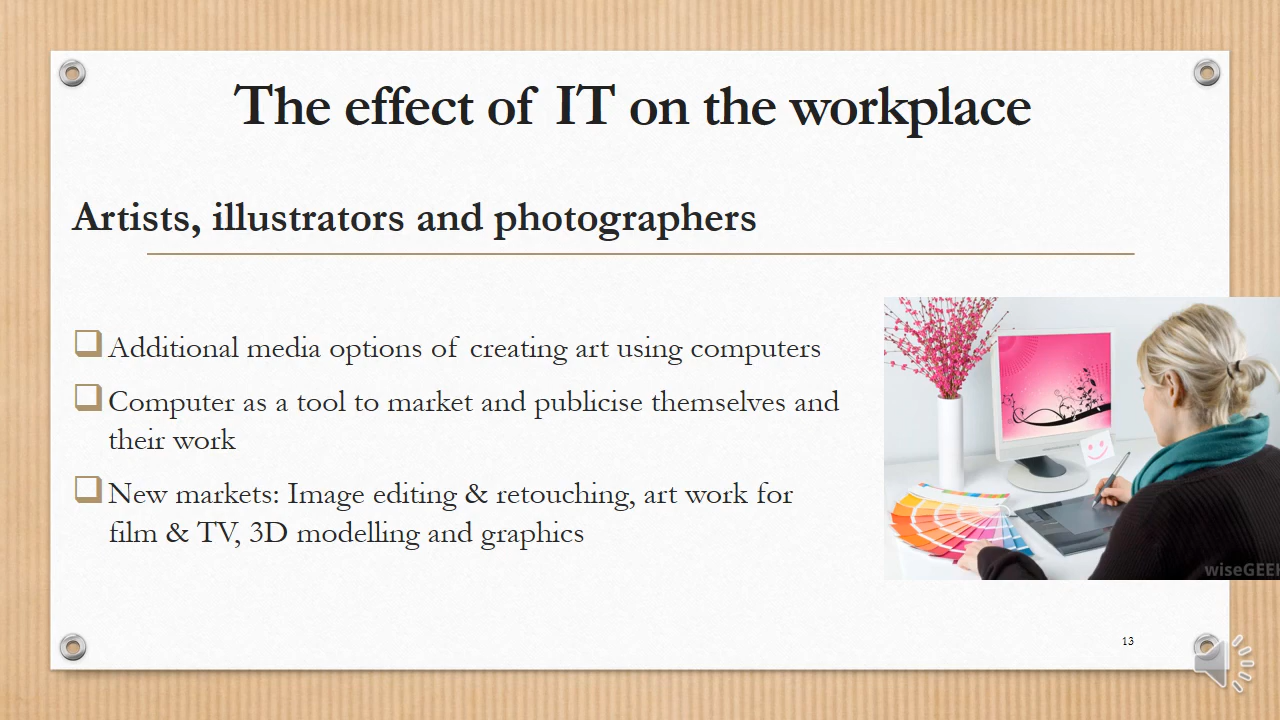 The effect of IT on the workplace
Artists, illustrators and photographers
Additional media options of creating art using computers
Computer as a tool to market and publicise themselves and
their work
New markets: Image editing & retouching, art work for
film & TV, 3D modelling and graphics
wiseGEEK
13